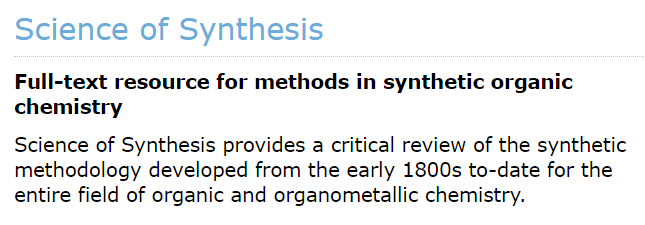 Science of Synthesis
Full-text resource for methods in synthetic organic
chemistry
Science of Synthesis provides a critical review of the synthetic
methodology developed from the early 1800s to-date for the
entire field of organic and organometallic chemistry.